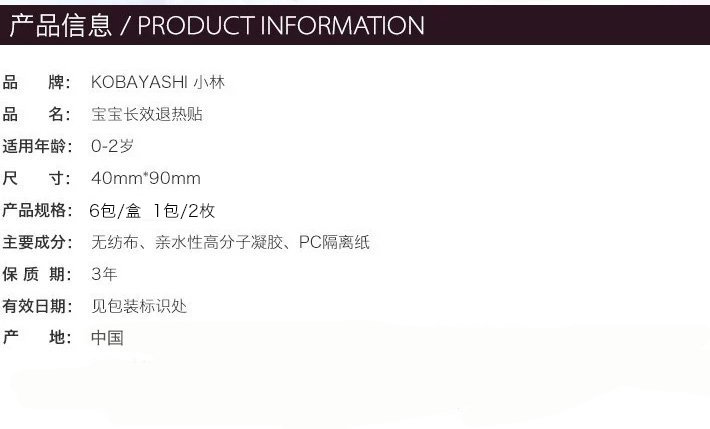 产品信息 / PRODUCT INFORMATION
品 牌: KOBAYASHI 小林
品 名: 宝宝长效退热贴
适用年龄: 0-2岁
尺 寸: 40mm*90mm
产品规格: 6包/盒 1包/2枚
主要成分: 无纺布、亲水性高分子凝胶、PC隔离纸
保 质 期: 3年
有效日期: 见包装标识处
产 地: 中国